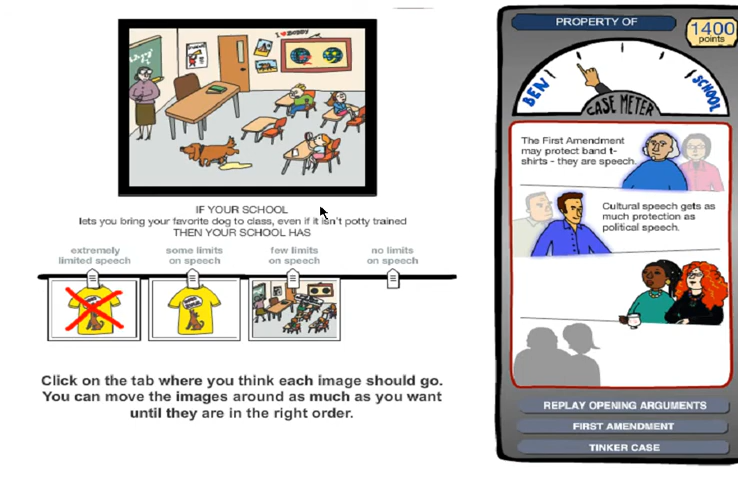 I ♥ BUDDY
IF YOUR SCHOOL
lets you bring your favorite dog to class, even if it isn't potty trained
THEN YOUR SCHOOL HAS
extremely
limited speech
some limits
on speech
few limits
on speech
no limits
on speech
Click on the tab where you think each image should go.
You can move the images around as much as you want
until they are in the right order.
PROPERTY OF
1400
points
BEN
SCHOOL
CASE METER
The First Amendment
may protect band t-
shirts - they are speech.
Cultural speech gets as
much protection as
political speech.
REPLAY OPENING ARGUMENTS
FIRST AMENDMENT
TINKER CASE